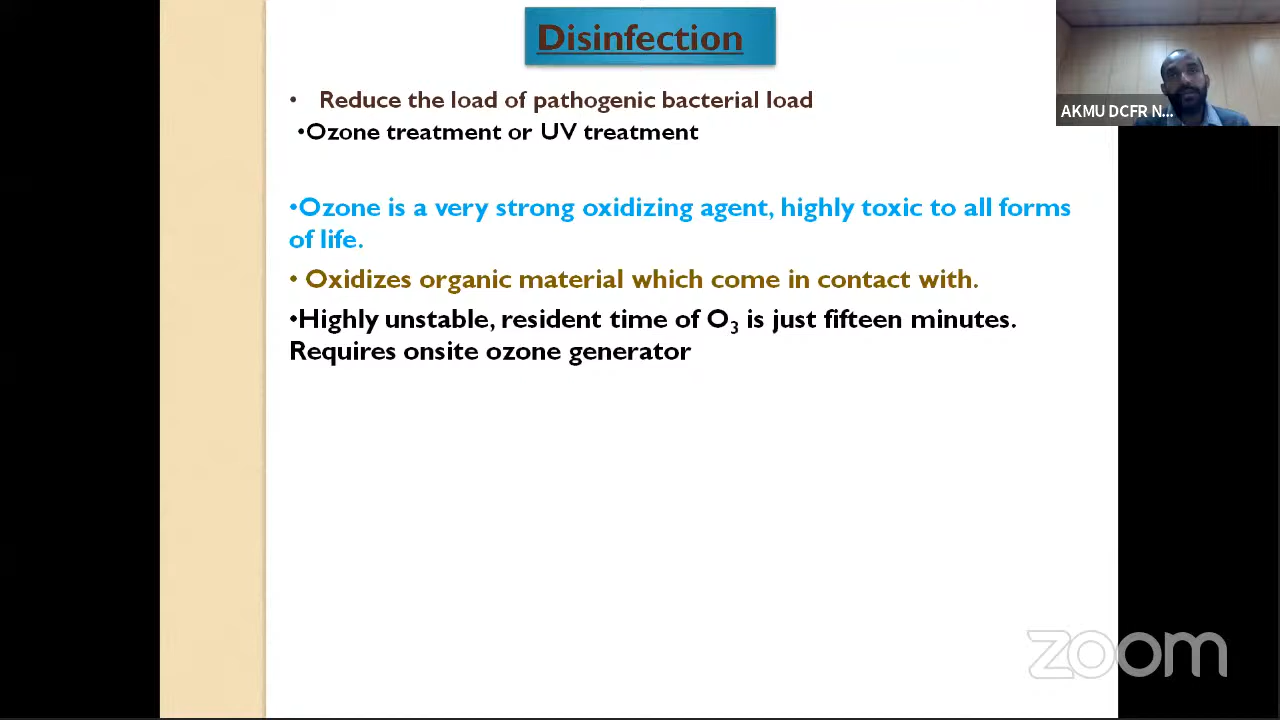 Disinfection
• Reduce the load of pathogenic bacterial load
•Ozone treatment or UV treatment
•Ozone is a very strong oxidizing agent, highly toxic to all forms
of life.
• Oxidizes organic material which come in contact with.
•Highly unstable, resident time of O₃ is just fifteen minutes.
Requires onsite ozone generator
AKMU DCFR N...
zoom